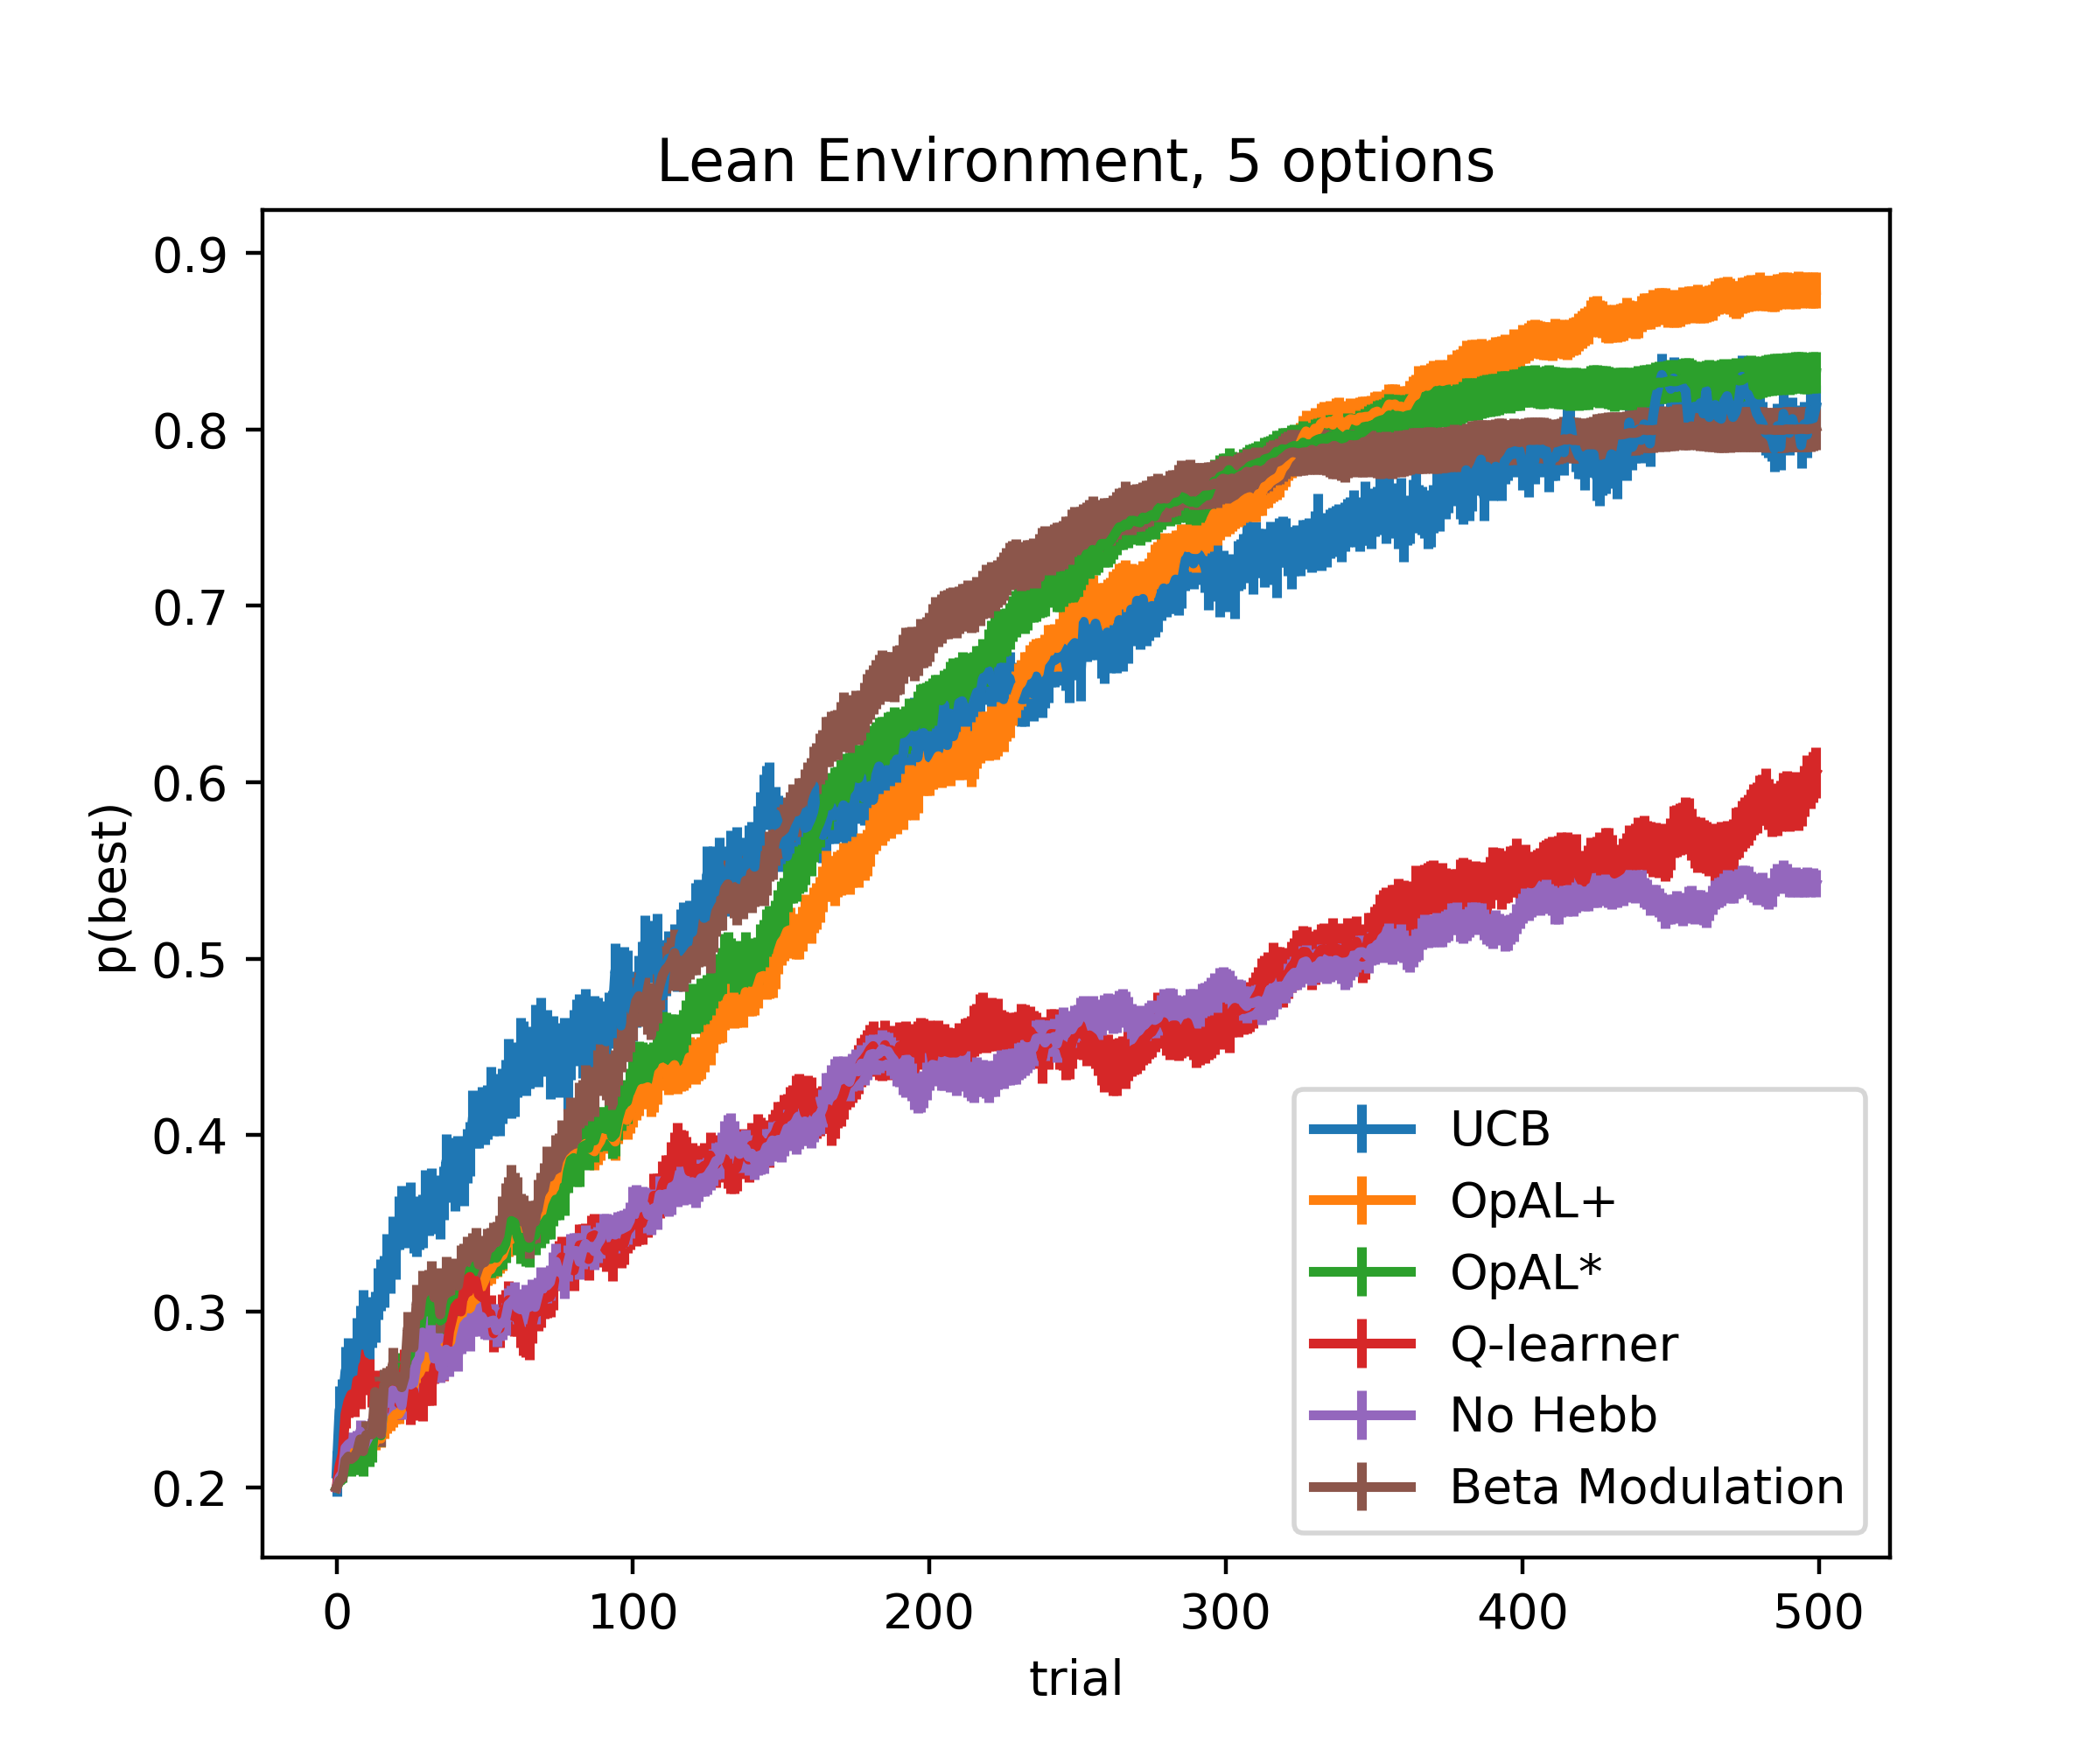 Lean Environment, 5 options
0.9
0.8
0.7
0.6
0.5
0.4
0.3
0.2
p(best)
0
100
200
300
400
500
trial
UCB
OpAL+
OpAL*
Q-learner
No Hebb
Beta Modulation